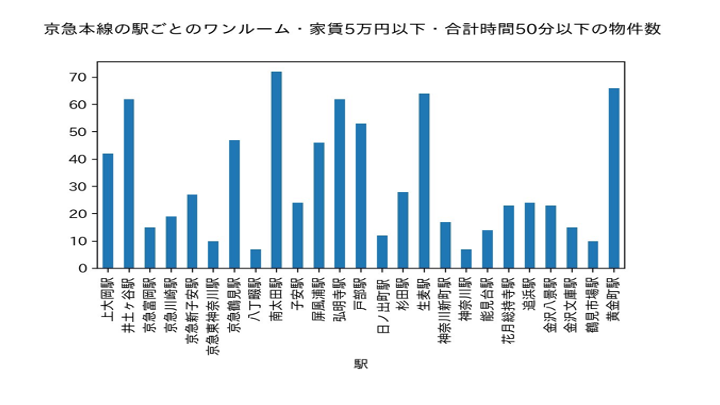 京急本線の駅ごとのワンルーム・家賃5万円以下・合計時間50分以下の物件数
70
60
50
40
30
20
10
0
上大岡駅
井土ヶ谷駅
京急富岡駅
京急川崎駅
京急新子安駅
京急東神奈川駅
京急鶴見駅
八丁畷駅
南太田駅
子安駅
屏風浦駅
弘明寺駅
戸部駅
日ノ出町駅
杉田駅
生麦駅
神奈川新町駅
神奈川駅
能見台駅
花月総持寺駅
追浜駅
金沢八景駅
金沢文庫駅
鶴見市場駅
黄金町駅
駅